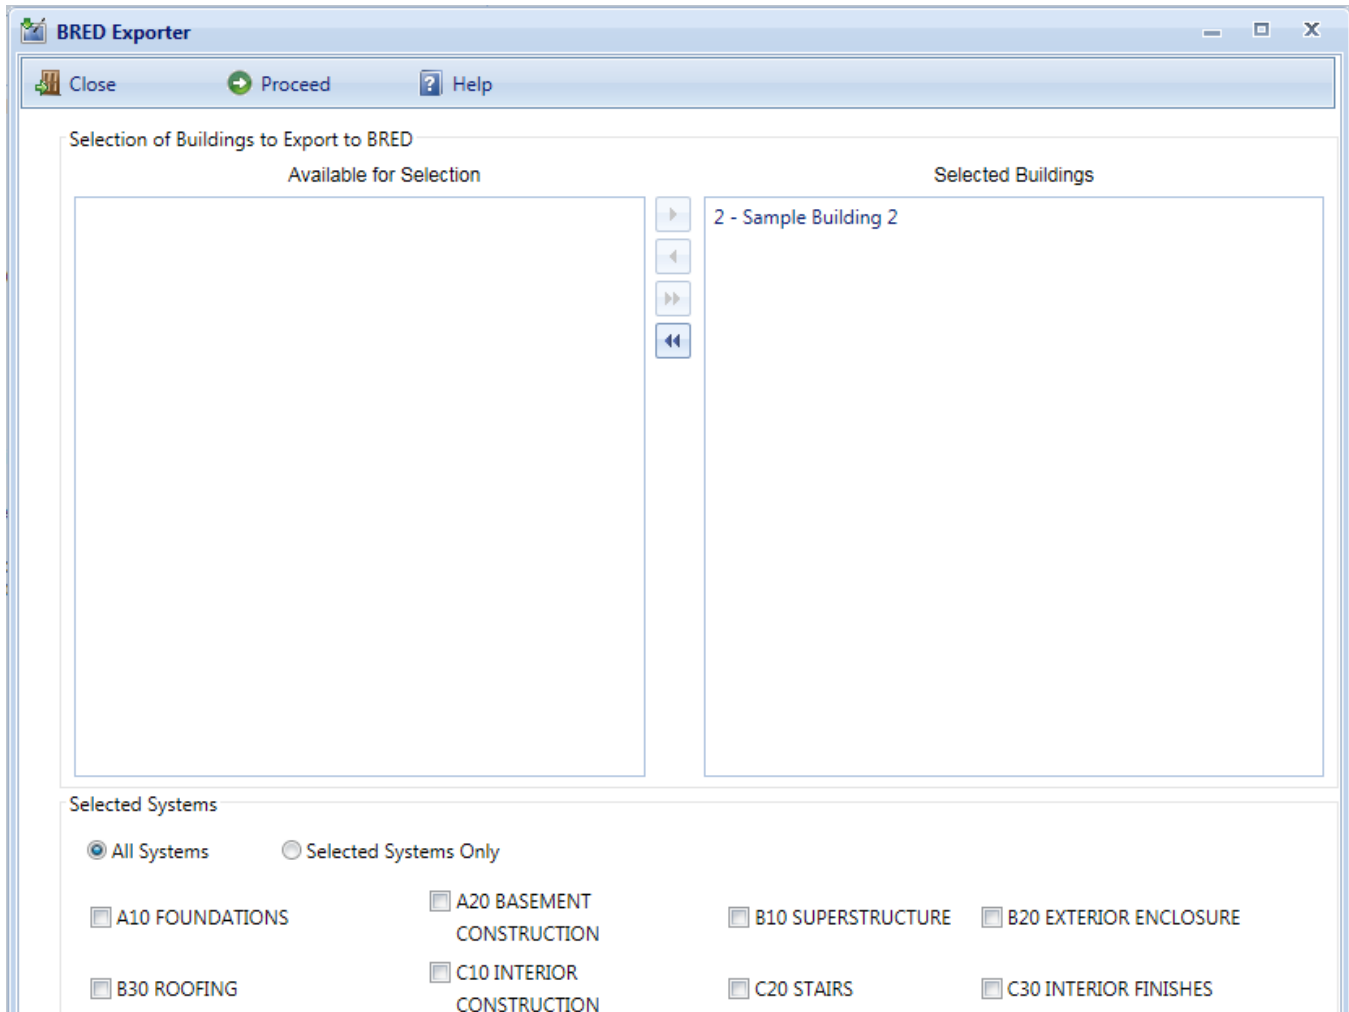 BRED Exporter
Close Proceed Help
Selection of Buildings to Export to BRED
Available for Selection Selected Buildings
2 - Sample Building 2
Selected Systems
All Systems Selected Systems Only
A10 FOUNDATIONS A20 BASEMENT CONSTRUCTION B10 SUPERSTRUCTURE B20 EXTERIOR ENCLOSURE
B30 ROOFING C10 INTERIOR CONSTRUCTION C20 STAIRS C30 INTERIOR FINISHES